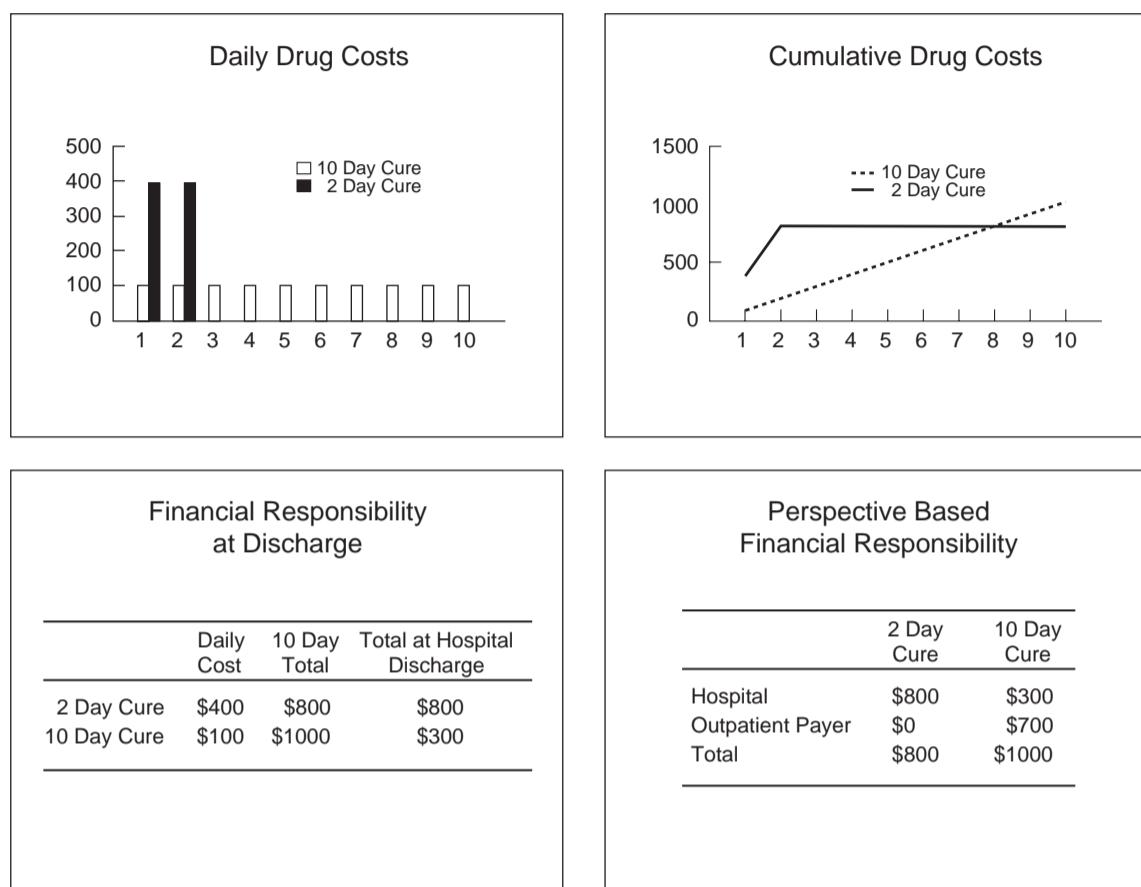 Daily Drug Costs
500
400
300
200
100
0
10 Day Cure
2 Day Cure
1 2 3 4 5 6 7 8 9 10
Cumulative Drug Costs
1500
1000
500
0
10 Day Cure
2 Day Cure
1 2 3 4 5 6 7 8 9 10
Financial Responsibility
at Discharge
Daily 10 Day Total at Hospital
Cost Total Discharge
2 Day Cure $400 $800 $800
10 Day Cure $100 $1000 $300
Perspective Based
Financial Responsibility
2 Day 10 Day
Cure Cure
Hospital $800 $300
Outpatient Payer $0 $700
Total $800 $1000